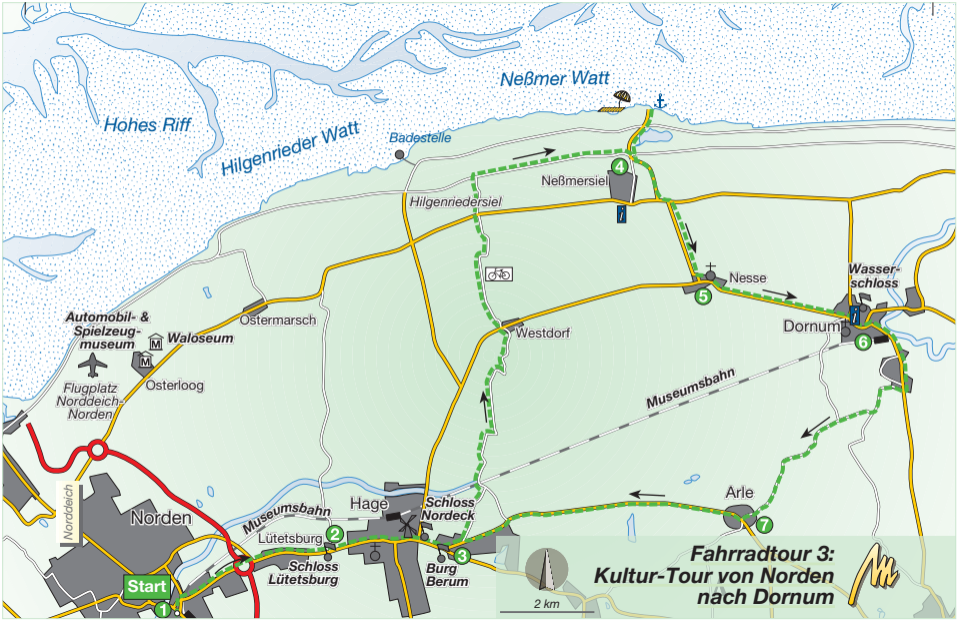 Neßmer Watt
Hohes Riff
Hilgenrieder Watt
Badestelle
4
Neßmersiel
Hilgenriedersiel
i
Nesse
5
Wasser-
schloss
Ostermarsch
Westdorf
Dornum
i
6
Automobil- &
Spielzeug-
museum
M
Waloseum
M
Osterloog
Flugplatz
Norddeich-
Norden
Museumsbahn
Norddeich
Norden
Hage
Schloss
Nordeck
Museumsbahn
Lütetsburg
2
Schloss
Lütetsburg
3
Burg
Berum
Arle
7
Start
1
2 km
Fahrradtour 3:
Kultur-Tour von Norden
nach Dornum